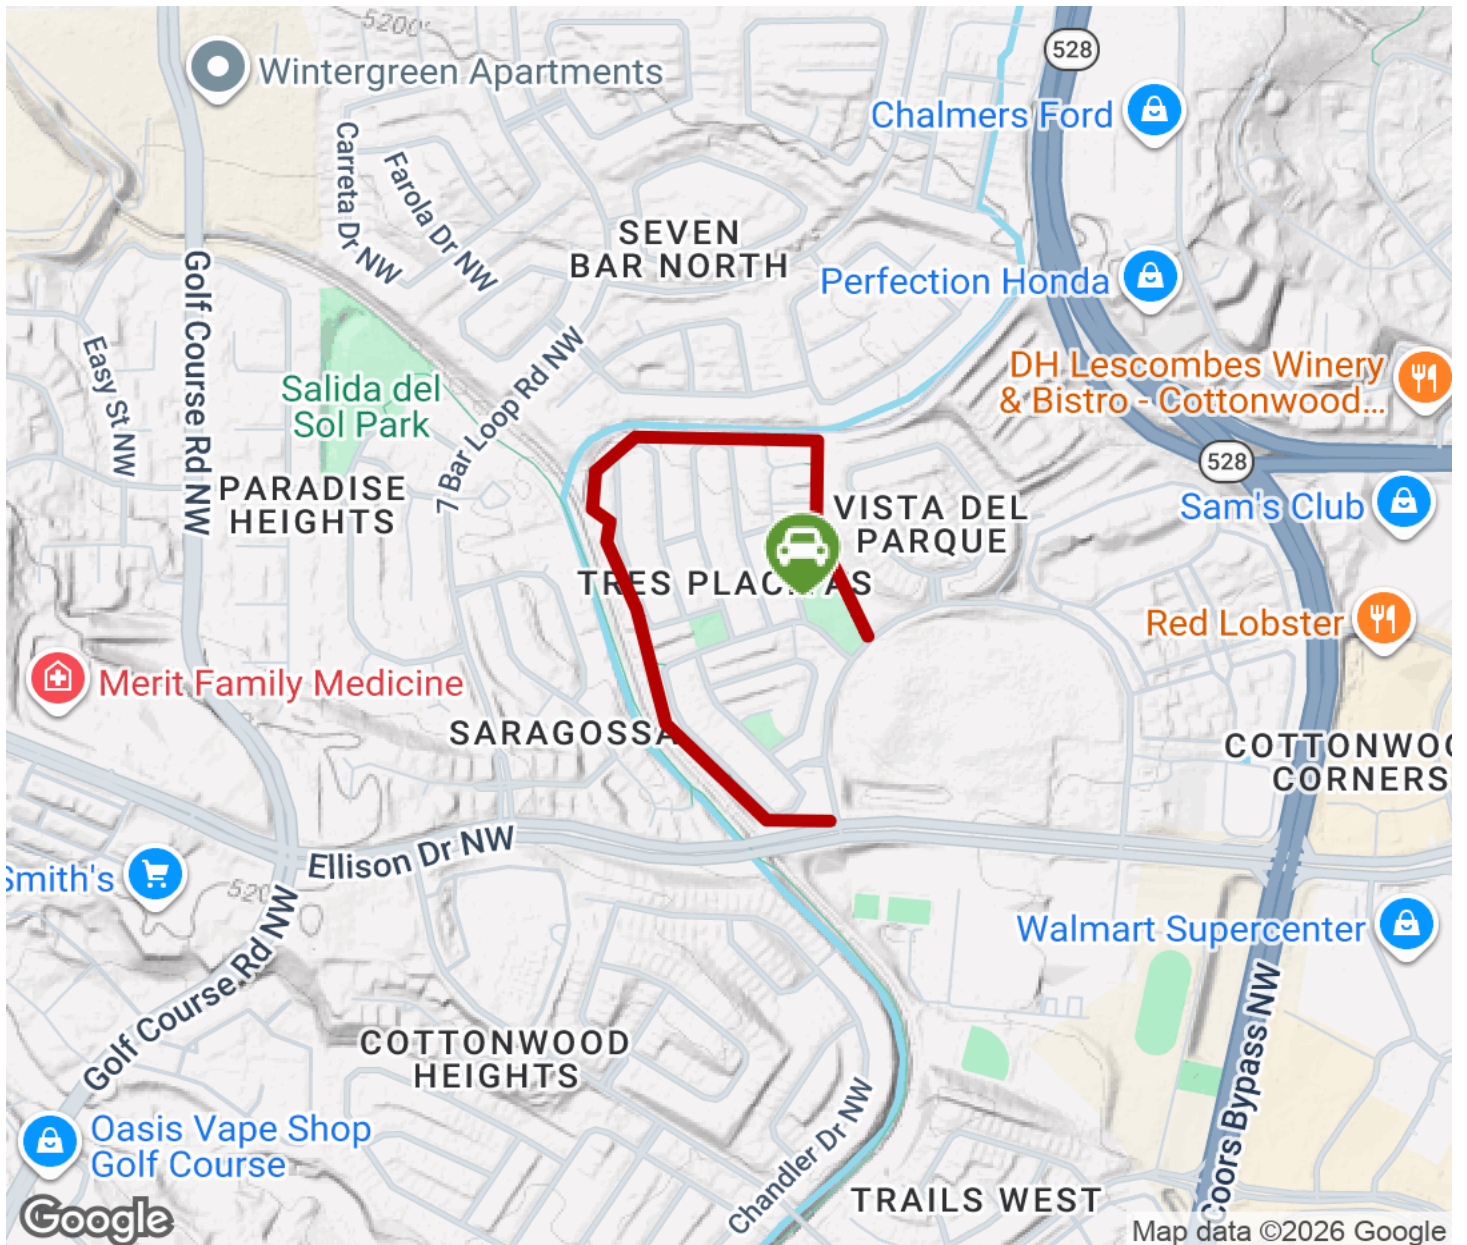 5200'
528
Wintergreen Apartments
Chalmers Ford
Carreta Dr NW
Farola Dr NW
SEVEN
BAR NORTH
Golf Course Rd NW
Perfection Honda
Easy St NW
7 Bar Loop Rd NW
DH Lescombes Winery
& Bistro - Cottonwood...
Salida del
Sol Park
528
PARADISE
HEIGHTS
VISTA DEL
PARQUE
Sam's Club
TRES PLACITAS
Red Lobster
Merit Family Medicine
SARAGOSSA
COTTONWOO
CORNERS
Ellison Dr NW
Smith's
520
Golf Course Rd NW
Walmart Supercenter
COTTONWOOD
HEIGHTS
Coors Bypass NW
Oasis Vape Shop
Golf Course
Chandler Dr NW
TRAILS WEST
Google
Map data ©2026 Google